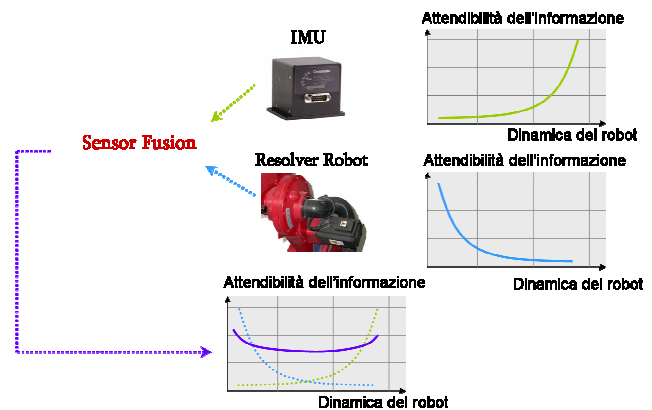 Attendibilità dell'informazione
IMU
Dinamica del robot
Sensor Fusion
Resolver Robot
Attendibilità dell'informazione
Dinamica del robot
Attendibilità dell'informazione
Dinamica del robot